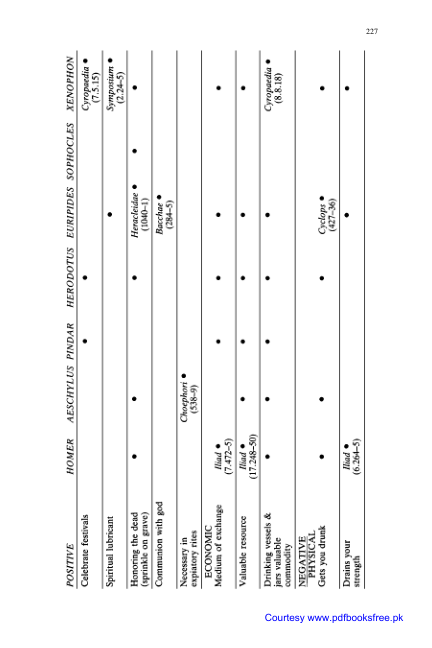 227
POSITIVE HOMER AESCHYLUS PINDAR HERODOTUS EURIPIDES SOPHOCLES XENOPHON
Celebrate festivals • • Cyropaedia •
(7.5.15)
Spiritual lubricant • Symposium •
(2.24–5)
Honoring the dead • • • Heracleidae • • •
(sprinkle on grave) (1040–1)
Communion with god Bacchae •
(284–5)
Necessary in Choephori •
expiatory rites (538–9)
ECONOMIC
Medium of exchange Iliad • • • • •
(7.472–5)
Valuable resource Iliad • • • • • •
(17.248–50)
Drinking vessels & • • • • • Cyropaedia •
jars valuable (8.8.18)
commodity
NEGATIVE
PHYSICAL
Gets you drunk • • • Cyclops • •
(427–36)
Drains your Iliad • • •
strength (6.264–5)
Courtesy www.pdfbooksfree.pk